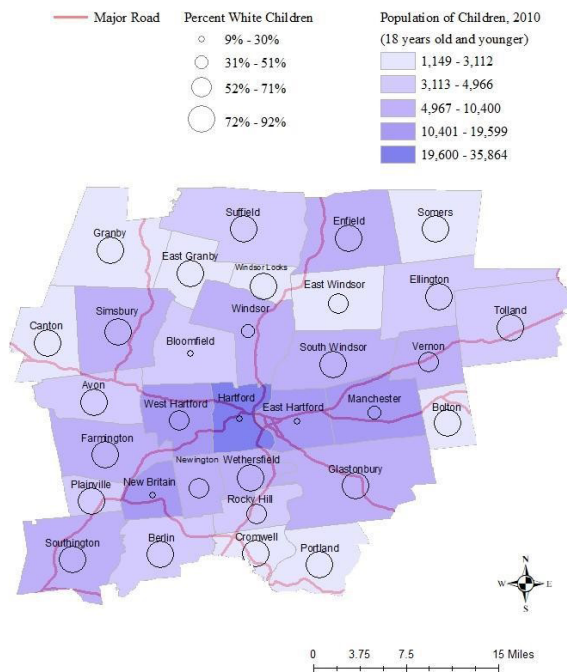 Major Road
Percent White Children
9% - 30%
31% - 51%
52% - 71%
72% - 92%
Population of Children, 2010
(18 years old and younger)
1,149 - 3,112
3,113 - 4,966
4,967 - 10,400
10,401 - 19,599
19,600 - 35,864
Suffield
Enfield
Somers
Granby
East Granby
Windsor Locks
East Windsor
Ellington
Tolland
Simsbury
Windsor
Canton
Bloomfield
South Windsor
Vernon
Avon
West Hartford
Hartford
East Hartford
Manchester
Bolton
Farmington
Newington
Wethersfield
Glastonbury
Plainville
New Britain
Rocky Hill
Southington
Berlin
Cromwell
Portland
N
W E
S
0 3.75 7.5 15 Miles